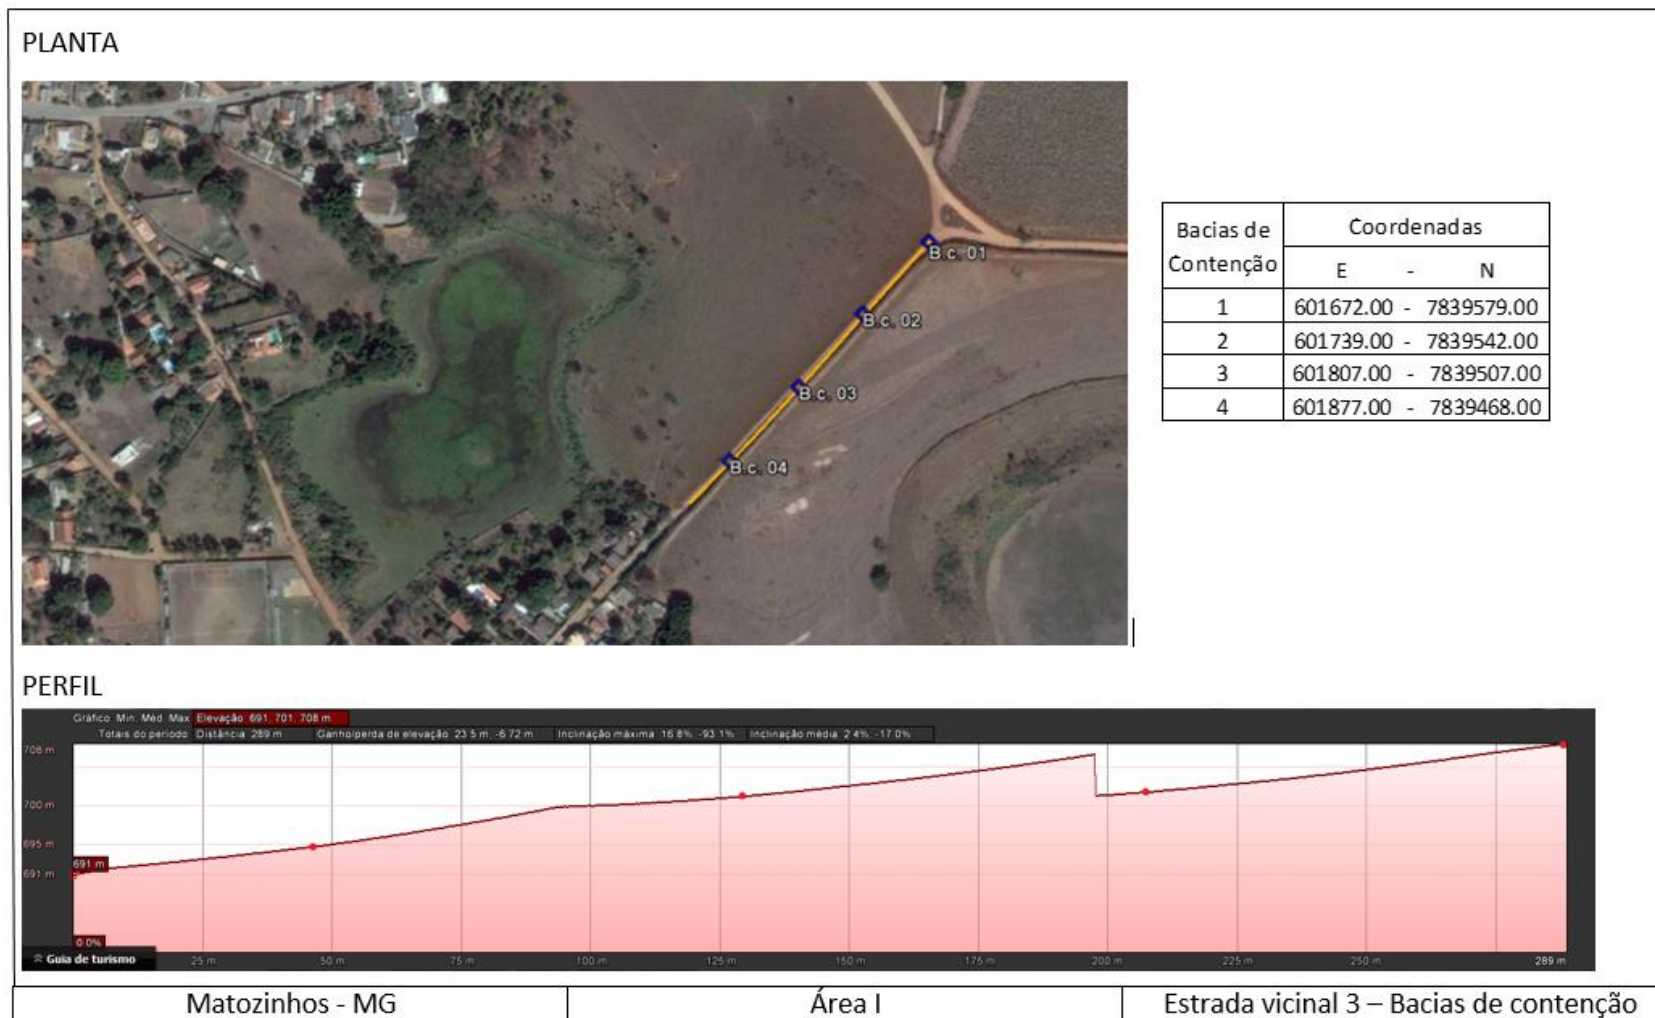 PLANTA
B.c. 01
B.c. 02
B.c. 03
B.c. 04
Bacias de Contenção
Coordenadas
E - N
1 601672.00 - 7839579.00
2 601739.00 - 7839542.00
3 601807.00 - 7839507.00
4 601877.00 - 7839468.00
PERFIL
Gráfico: Mín. Méd. Máx Elevação: 691, 701, 708 m
Totais do período: Distância: 289 m Ganho/perda de elevação: 23.5 m, -6.72 m Inclinação máxima: 16.8%, -93.1% Inclinação média: 2.4%, -17.0%
708 m
700 m
695 m
691 m
691 m
0.0%
Guia de turismo
25 m 50 m 75 m 100 m 125 m 150 m 175 m 200 m 225 m 250 m 289 m
Matozinhos - MG Área I Estrada vicinal 3 – Bacias de contenção